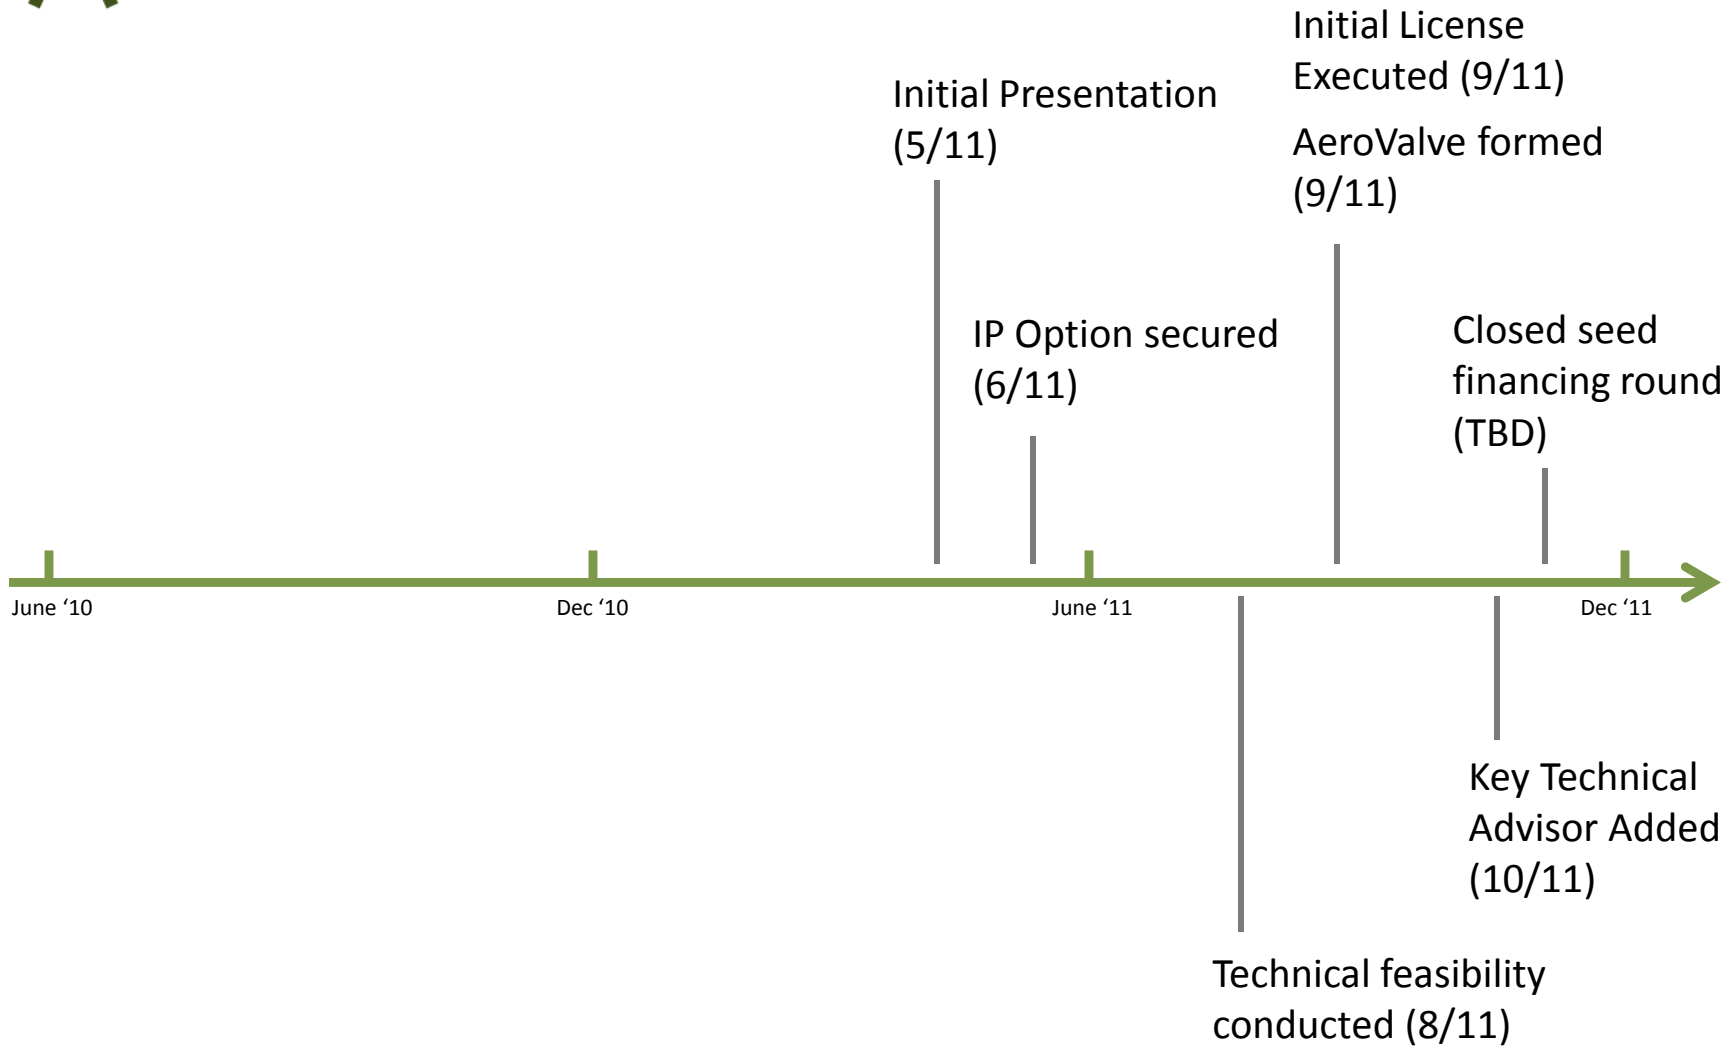 Initial License
Executed (9/11)
Initial Presentation
(5/11)
AeroValve formed
(9/11)
IP Option secured
(6/11)
Closed seed
financing round
(TBD)
June ‘10
Dec ‘10
June ‘11
Dec ‘11
Key Technical
Advisor Added
(10/11)
Technical feasibility
conducted (8/11)